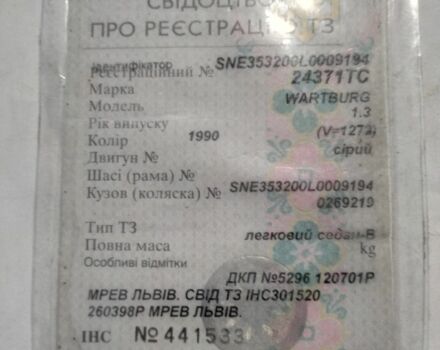 СВІДОЦТВО
ПРО РЕЄСТРАЦІЮ ТЗ
ідентифікатор SNE353200L0009194
Реєстраційний № 24371ТС
Марка WARTBURG
Модель 1.3
Рік випуску 1990 (V=1272)
Колір сірий
Двигун №
Шасі (рама) №
Кузов (коляска) № SNE353200L0009194
0269219
Тип ТЗ легковий седан-В
Повна маса kg
Особливі відмітки
ДКП №5296 120701Р
МРЕВ ЛЬВІВ. СВІД ТЗ ІНС301520
260398Р МРЕВ ЛЬВІВ.
ІНС № 441533